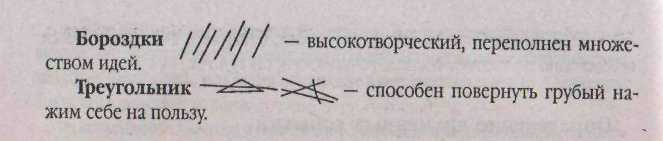 Бороздки — высокотворческий, переполнен множе-
ством идей.
Треугольник — способен повернуть грубый на-
жим себе на пользу.